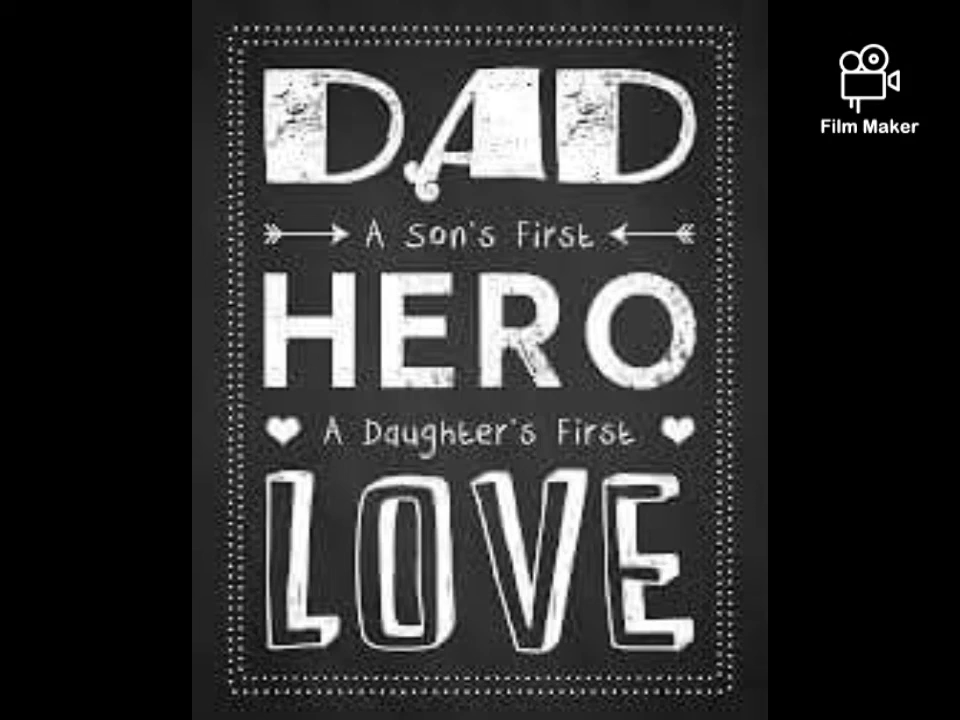 DAD
A Son's First
HERO
A Daughter's First
LOVE
Film Maker